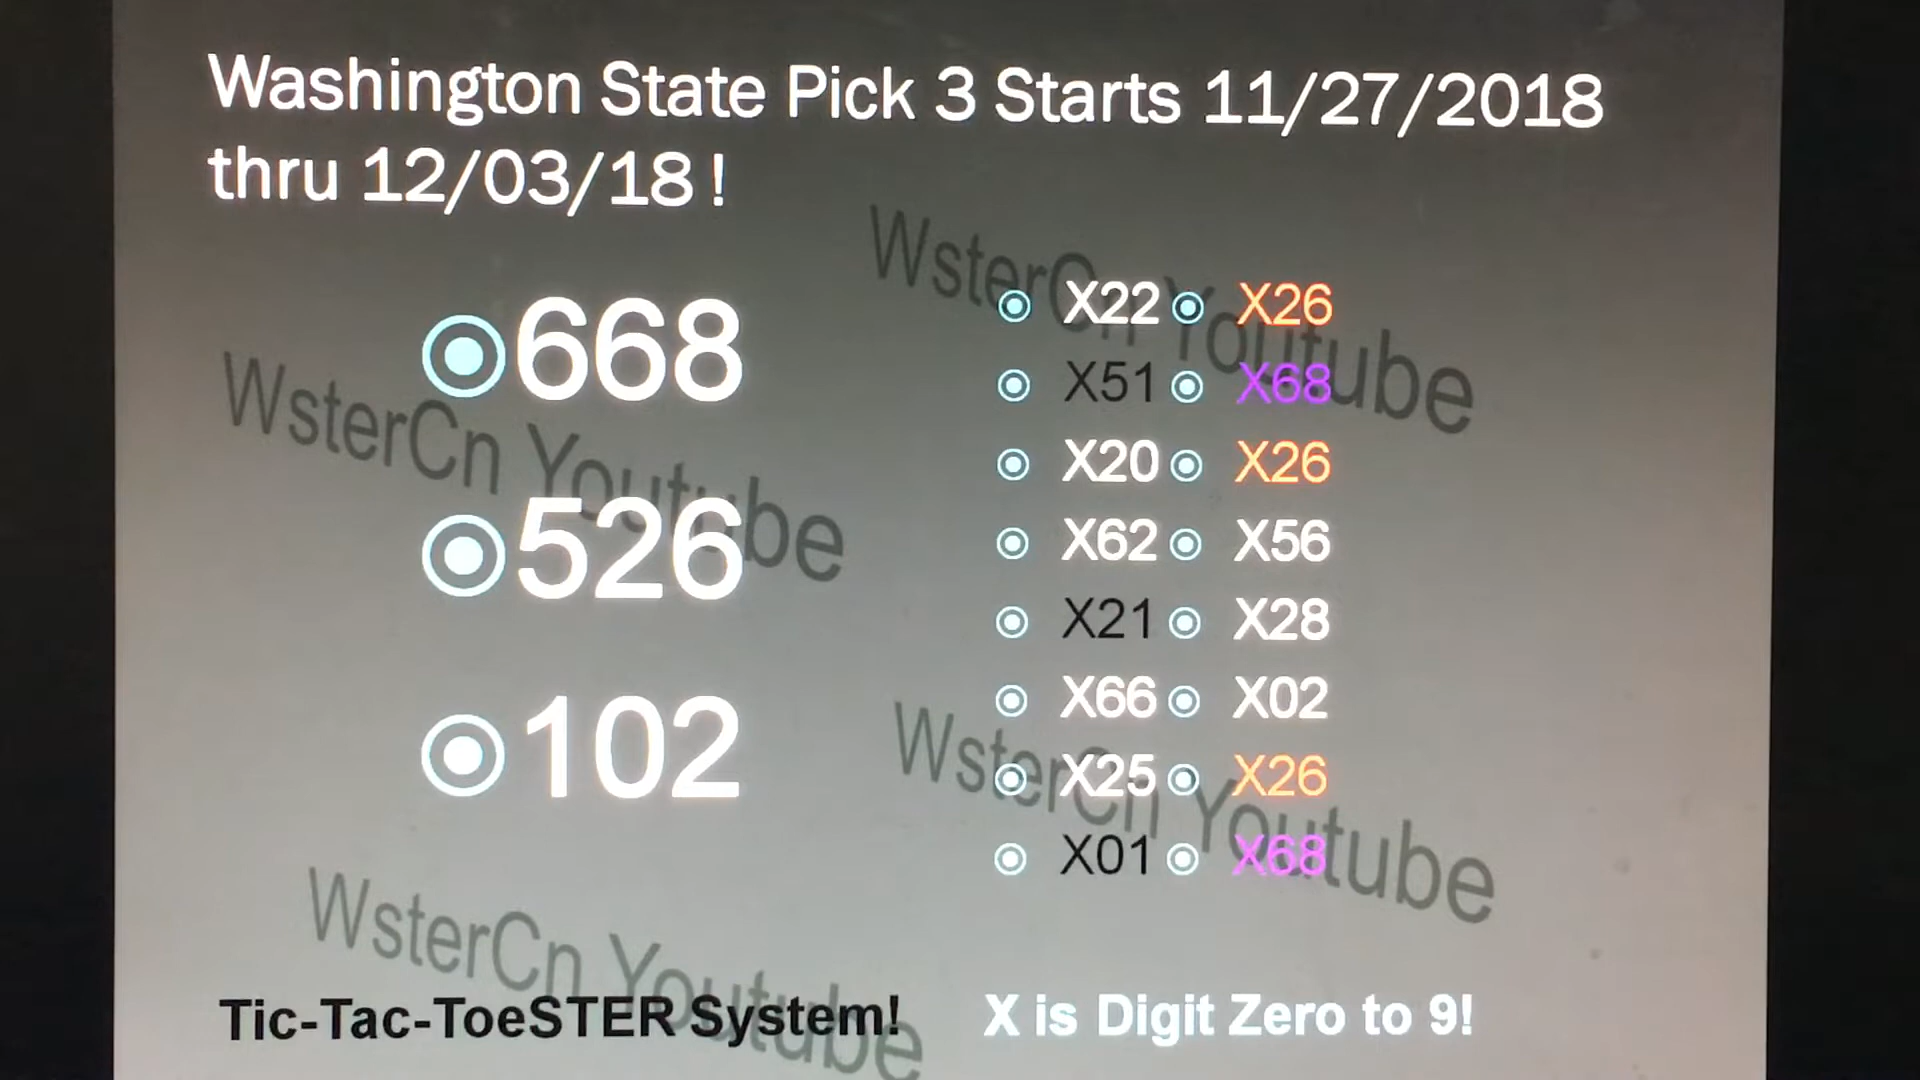 Washington State Pick 3 Starts 11/27/2018
thru 12/03/18 !
WsterCn Youtube
668
WsterCn Youtube
526
102
X22 X26
X51 X68
X20 X26
X62 X56
X21 X28
X66 X02
WsterCn Youtube
X25 X26
X01 X68
WsterCn Youtube
Tic-Tac-ToeSTER System!
X is Digit Zero to 9!